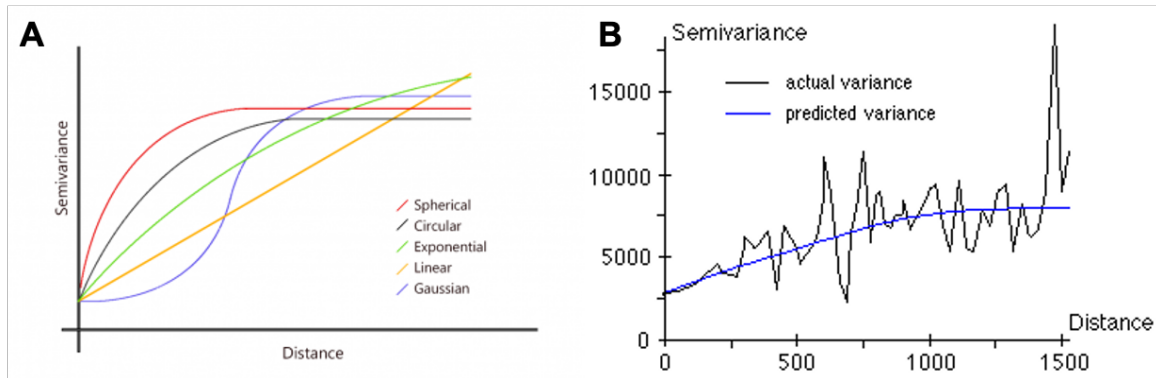 A
Semivariance
Spherical
Circular
Exponential
Linear
Gaussian
Distance
B
Semivariance
actual variance
predicted variance
15000
10000
5000
0
Distance
0
500
1000
1500